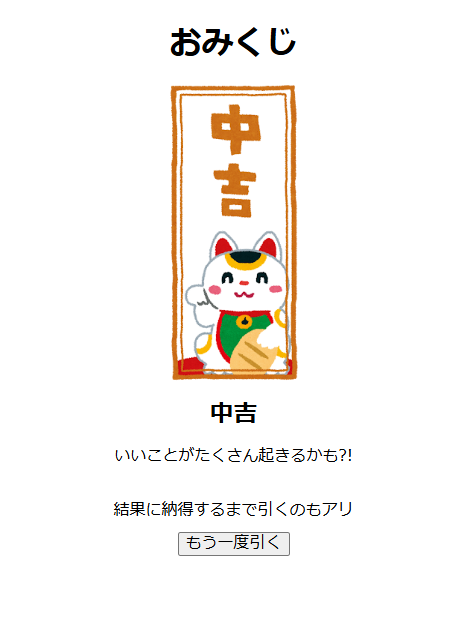 おみくじ
中吉
中吉
いいことがたくさん起きるかも?!
結果に納得するまで引くのもアリ
もう一度引く